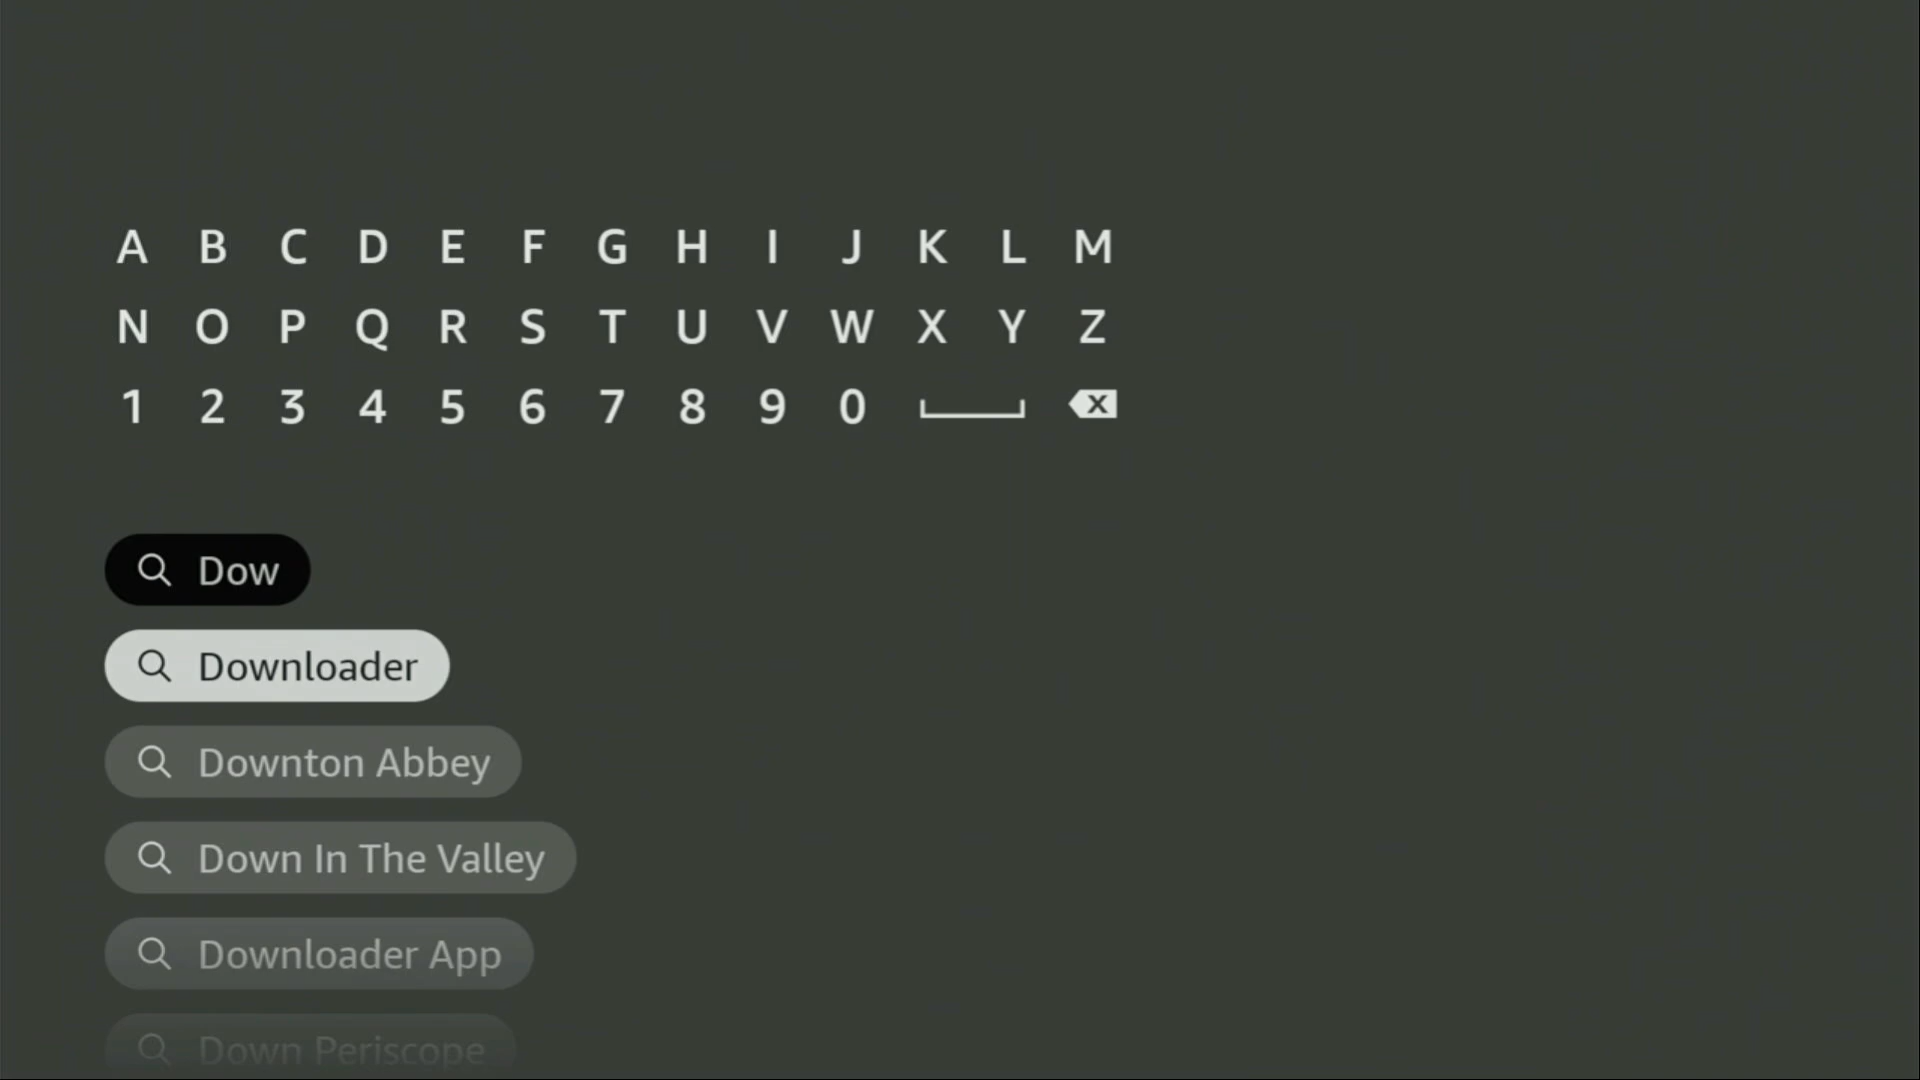 A B C D E F G H I J K L M
N O P Q R S T U V W X Y Z
1 2 3 4 5 6 7 8 9 0
Dow
Downloader
Downton Abbey
Down In The Valley
Downloader App
Down Periscope